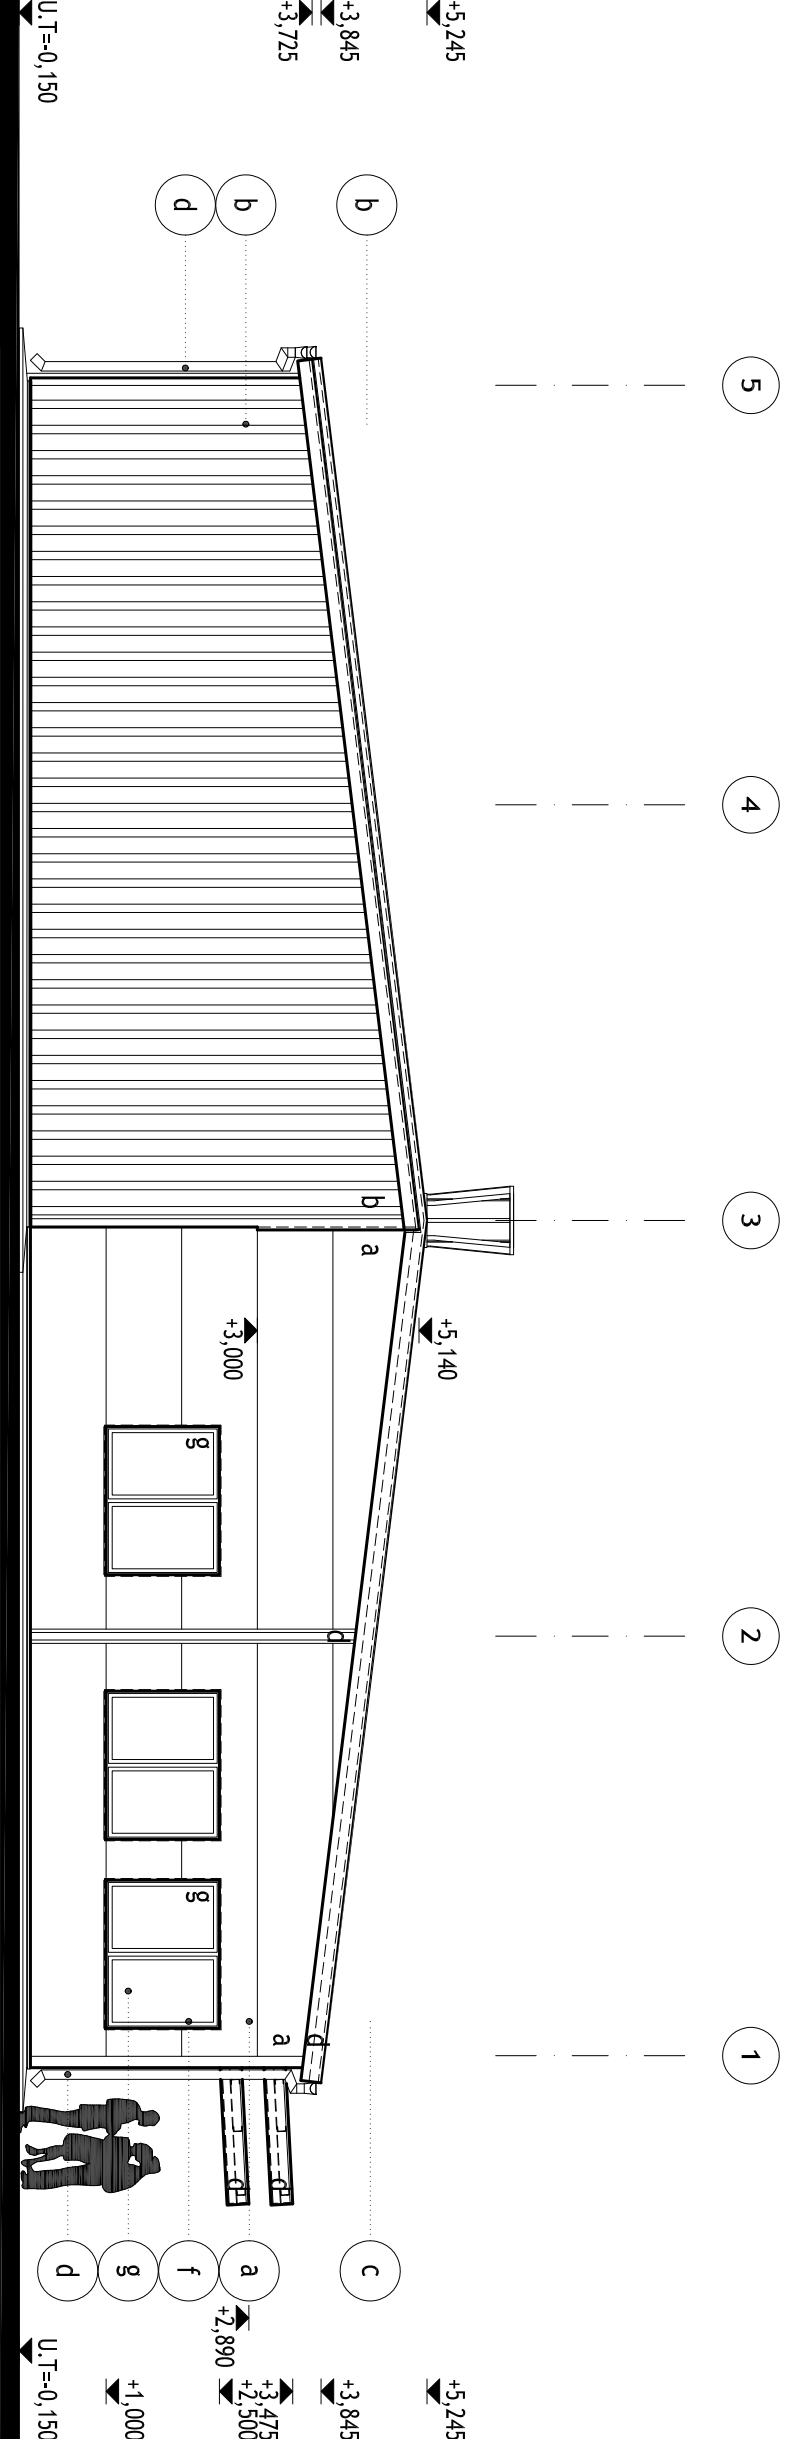 U.T=-0,150
+3,725
+3,845
+5,245
d
b
b
5
4
3
2
1
b
a
+3,000
+5,140
g
d
g
a
d
d
d
d
g
f
a
c
+2,890
U.T=-0,150
+1,000
+2,500
+3,475
+3,845
+5,245